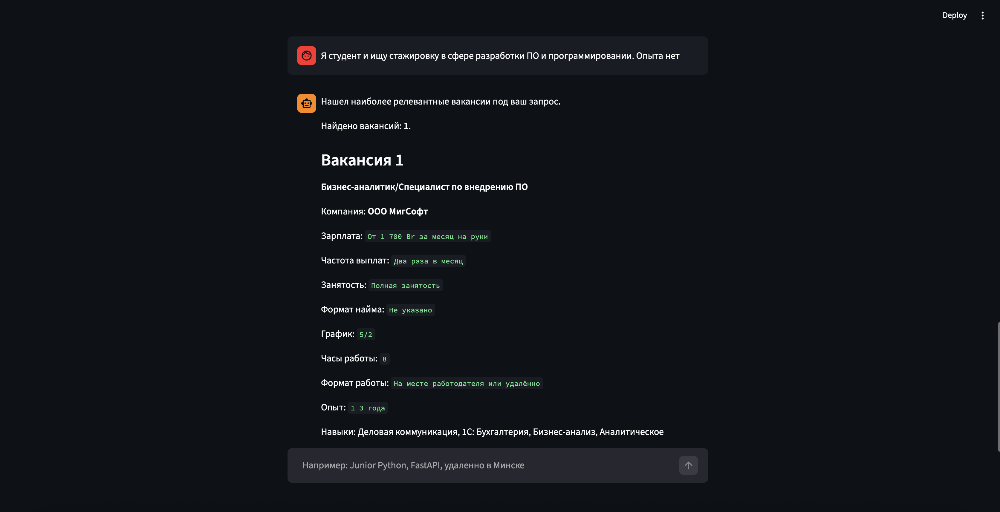 Deploy
Я студент и ищу стажировку в сфере разработки ПО и программировании. Опыта нет
Нашел наиболее релевантные вакансии под ваш запрос.
Найдено вакансий: 1.
Вакансия 1
Бизнес-аналитик/Специалист по внедрению ПО
Компания: ООО МигСофт
Зарплата: От 1 700 Br за месяц на руки
Частота выплат: Два раза в месяц
Занятость: Полная занятость
Формат найма: Не указано
График: 5/2
Часы работы: 8
Формат работы: На месте работодателя или удалённо
Опыт: 1 3 года
Навыки: Деловая коммуникация, 1С: Бухгалтерия, Бизнес-анализ, Аналитическое
Например: Junior Python, FastAPI, удаленно в Минске